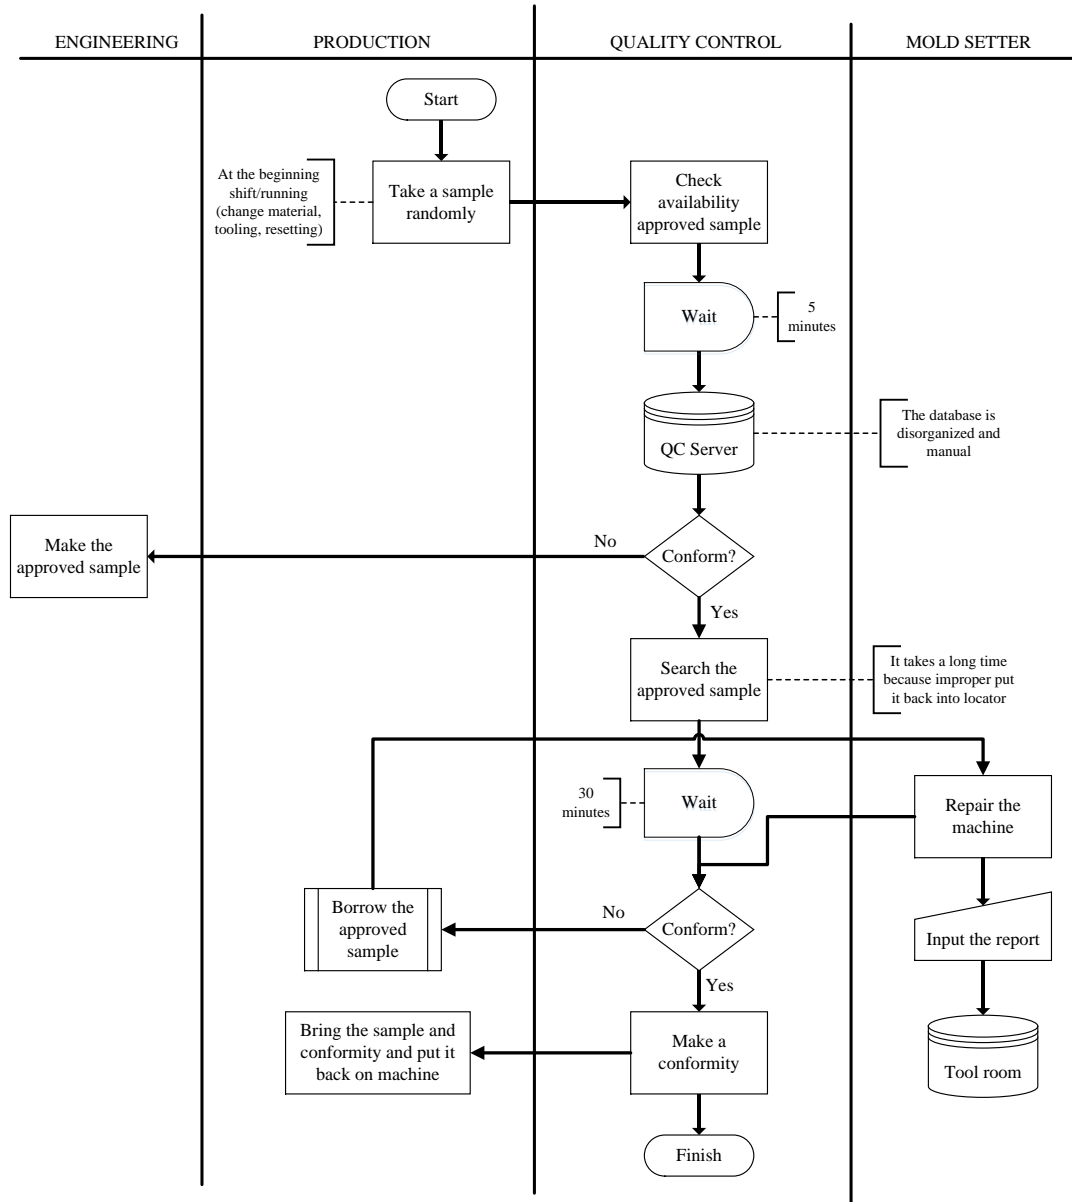 ENGINEERING
PRODUCTION
QUALITY CONTROL
MOLD SETTER
Start
At the beginning
shift/running
(change material,
tooling, resetting)
Take a sample
randomly
Check
availability
approved sample
Wait
5
minutes
QC Server
The database is
disorganized and
manual
Make the
approved sample
No
Conform?
Yes
Search the
approved sample
It takes a long time
because improper put
it back into locator
30
minutes
Wait
Repair the
machine
Borrow the
approved
sample
No
Conform?
Input the report
Yes
Bring the sample and
conformity and put it
back on machine
Make a
conformity
Tool room
Finish